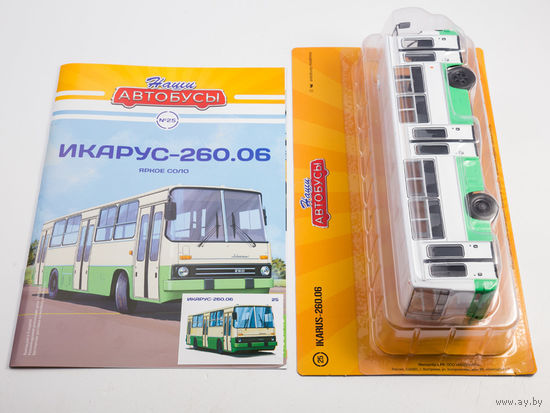 Наши
АВТОБУСЫ
№25
ИКАРУС-260.06
ЯРКОЕ СОЛО
ИКАРУС-260.06
25
Наши
АВТОБУСЫ
25
IKARUS-260.06
www.ay.by